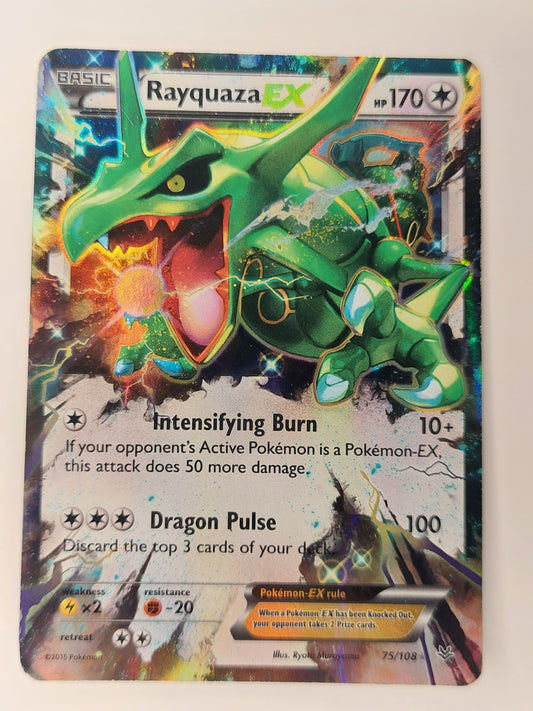 BASIC
Rayquaza EX HP 170
Intensifying Burn 10+
If your opponent's Active Pokémon is a Pokémon-EX,
this attack does 50 more damage.
Dragon Pulse 100
Discard the top 3 cards of your deck.
weakness resistance
×2 -20
retreat
Pokémon-EX rule
When a Pokémon-EX has been Knocked Out,
your opponent takes 2 Prize cards.
©2015 Pokémon Illus. Ryota Murayama 75/108